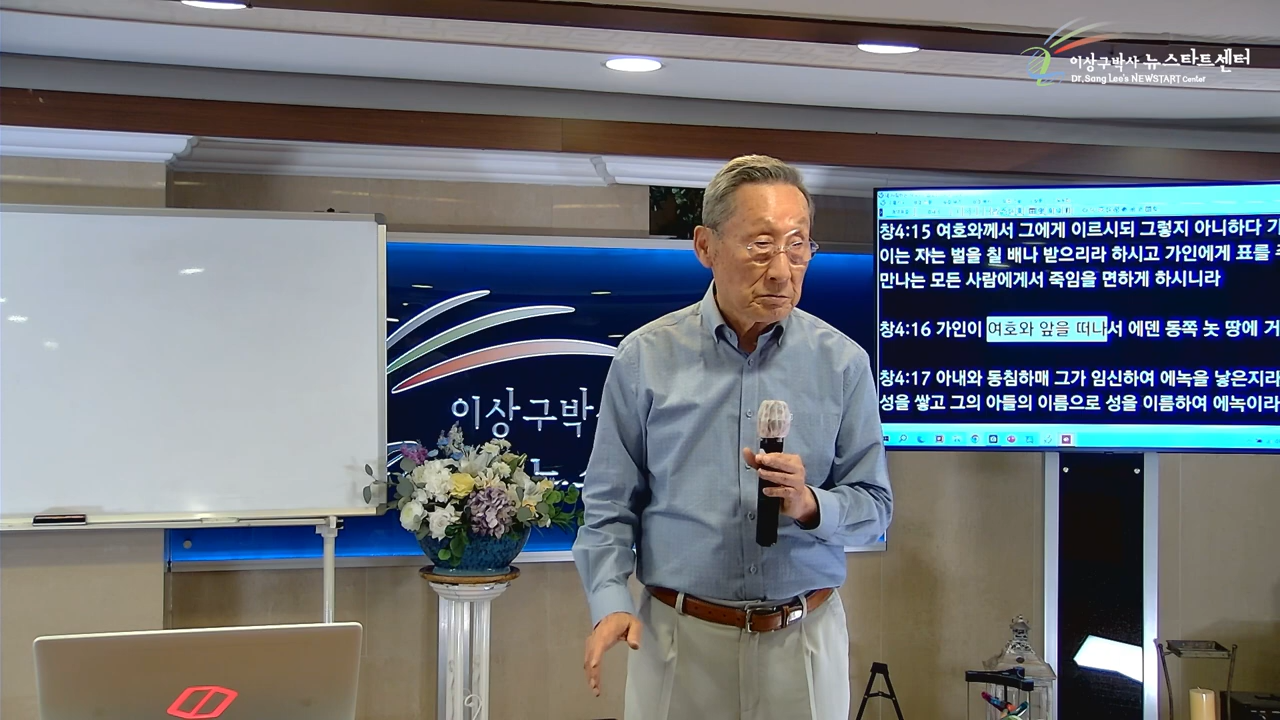 이상구박사 뉴스타트센터
Dr. Sang Lee's NEWSTART Center
창4:15 여호와께서 그에게 이르시되 그렇지 아니하다 가
이는 자는 벌을 칠 배나 받으리라 하시고 가인에게 표를
만나는 모든 사람에게서 죽임을 면하게 하시니라
창4:16 가인이 여호와 앞을 떠나서 에덴 동쪽 놋 땅에 거
창4:17 아내와 동침하매 그가 임신하여 에녹을 낳은지라
성을 쌓고 그의 아들의 이름으로 성을 이름하여 에녹이라
이상구박